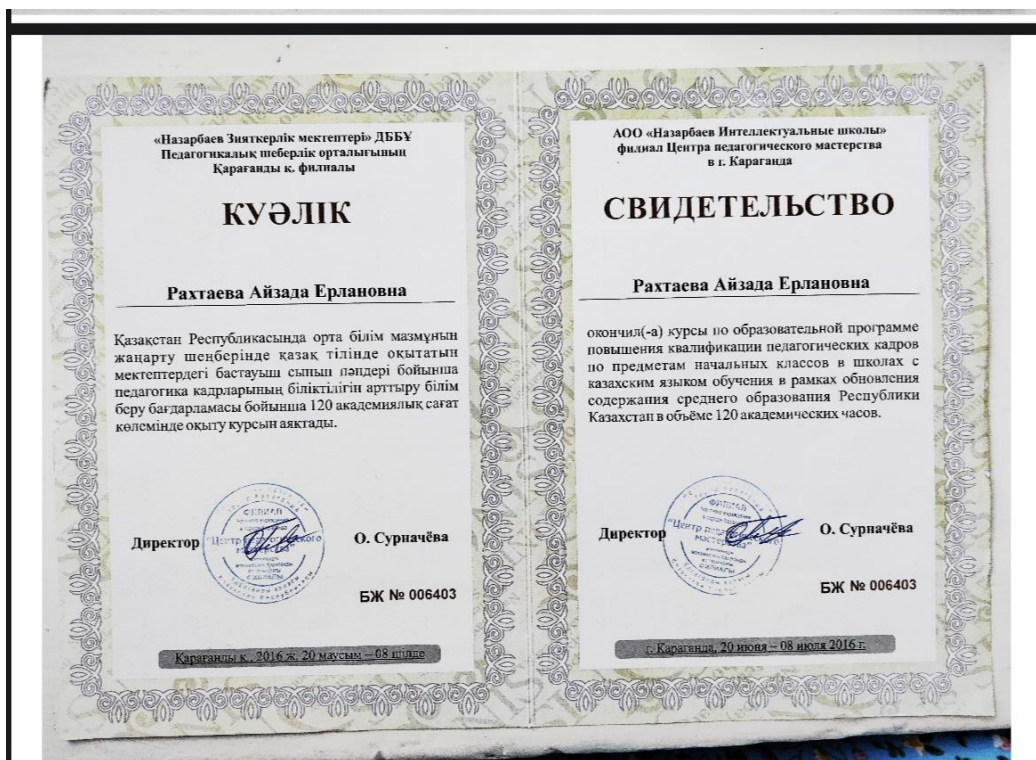 «Назарбаев Зияткерлік мектептері» ДББҰ
Педагогикалық шеберлік орталығының
Қарағанды қ. филиалы
КУӘЛІК
Рахтаева Айзада Ерлановна
Қазақстан Республикасында орта білім мазмұнын
жаңарту шеңберінде қазақ тілінде оқытатын
мектептердегі бастауыш сынып пәндері бойынша
педагогика кадрларының біліктілігін арттыру білім
беру бағдарламасы бойынша 120 академиялық сағат
көлемінде оқыту курсын аяқтады.
Директор
О. Сурначёва
БЖ № 006403
Қарағанды қ., 2016 ж. 20 маусым – 08 шілде
АОО «Назарбаев Интеллектуальные школы»
филиал Центра педагогического мастерства
в г. Караганда
СВИДЕТЕЛЬСТВО
Рахтаева Айзада Ерлановна
окончил(-а) курсы по образовательной программе
повышения квалификации педагогических кадров
по предметам начальных классов в школах с
казахским языком обучения в рамках обновления
содержания среднего образования Республики
Казахстан в объёме 120 академических часов.
Директор
ФИЛИАЛ
"Центр
мастерства"
ФИЛИАЛЫ
О. Сурначёва
БЖ № 006403
г. Караганда, 20 июня – 08 июля 2016 г.